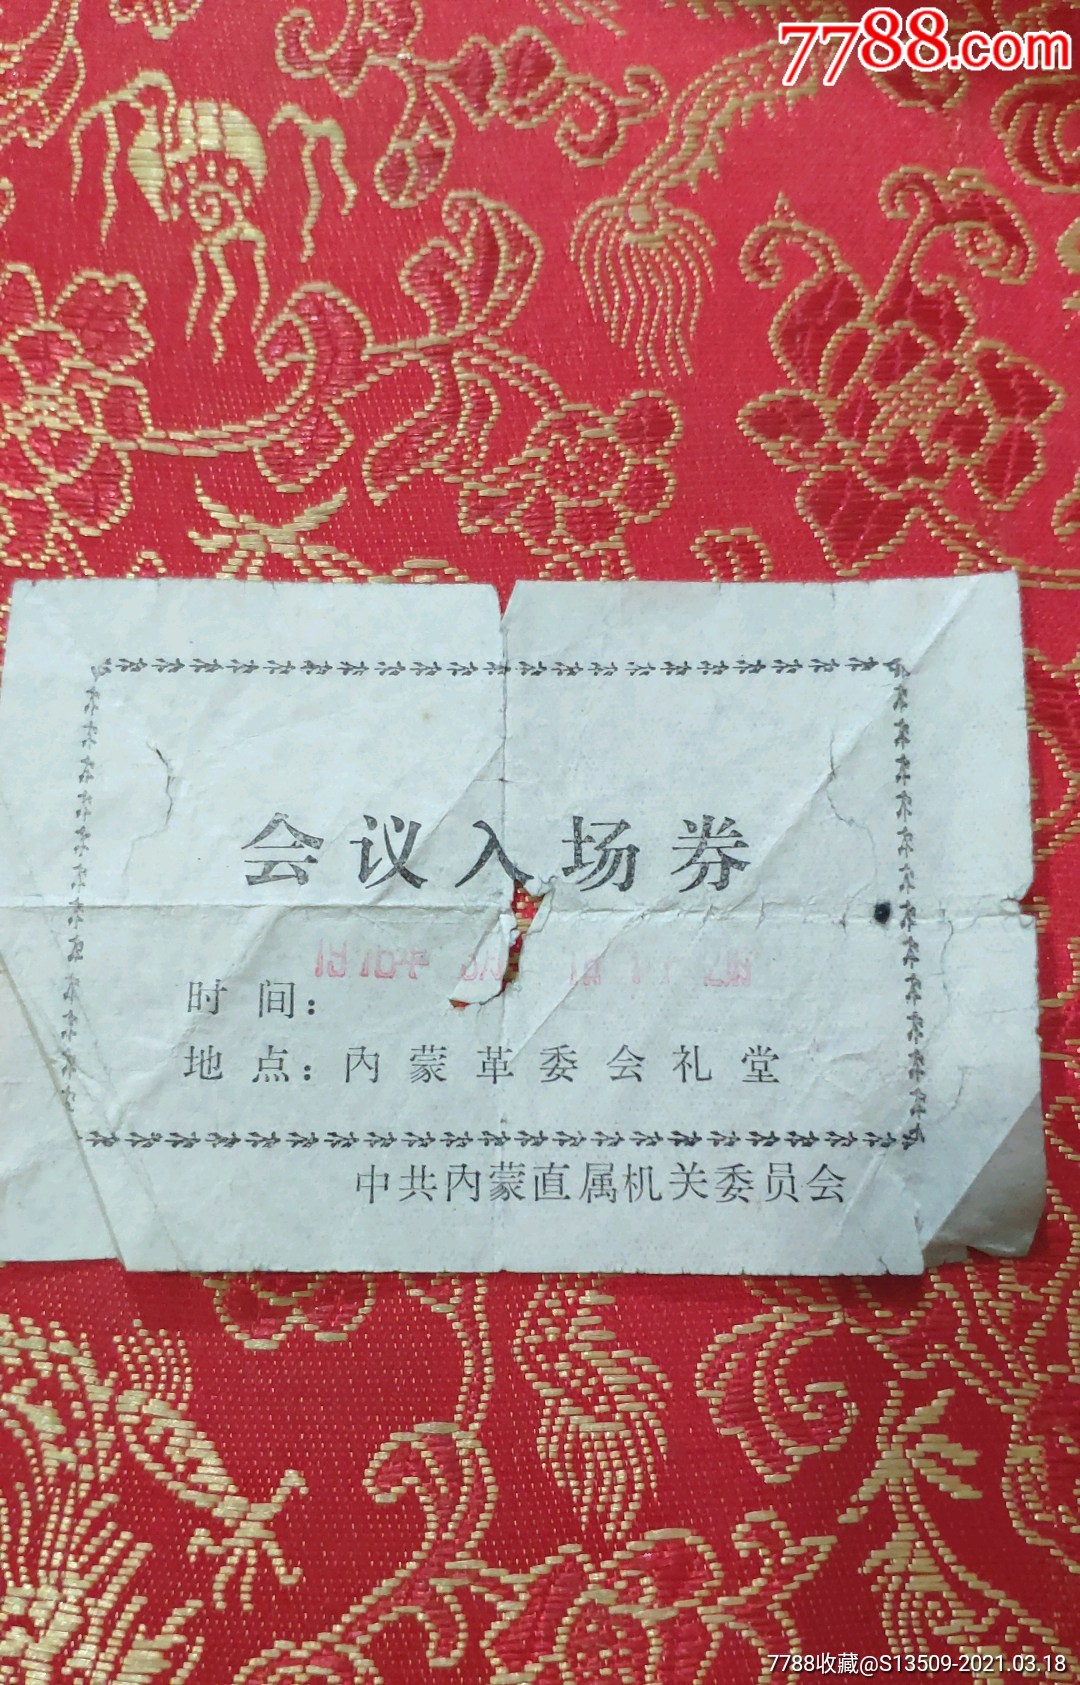 7788.com
会议入场券
时间：
地点：内蒙革委会礼堂
中共内蒙直属机关委员会
7788收藏@S13509-2021.03.18